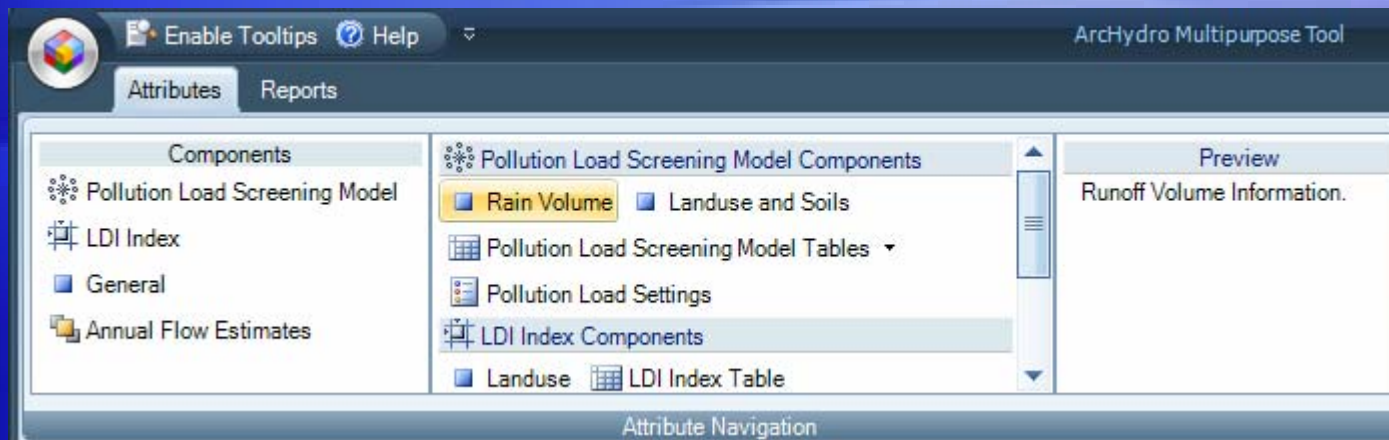 Enable Tooltips Help
ArcHydro Multipurpose Tool
Attributes Reports
Components
Pollution Load Screening Model
LDI Index
General
Annual Flow Estimates
Pollution Load Screening Model Components
Rain Volume Landuse and Soils
Pollution Load Screening Model Tables
Pollution Load Settings
LDI Index Components
Landuse LDI Index Table
Preview
Runoff Volume Information.
Attribute Navigation